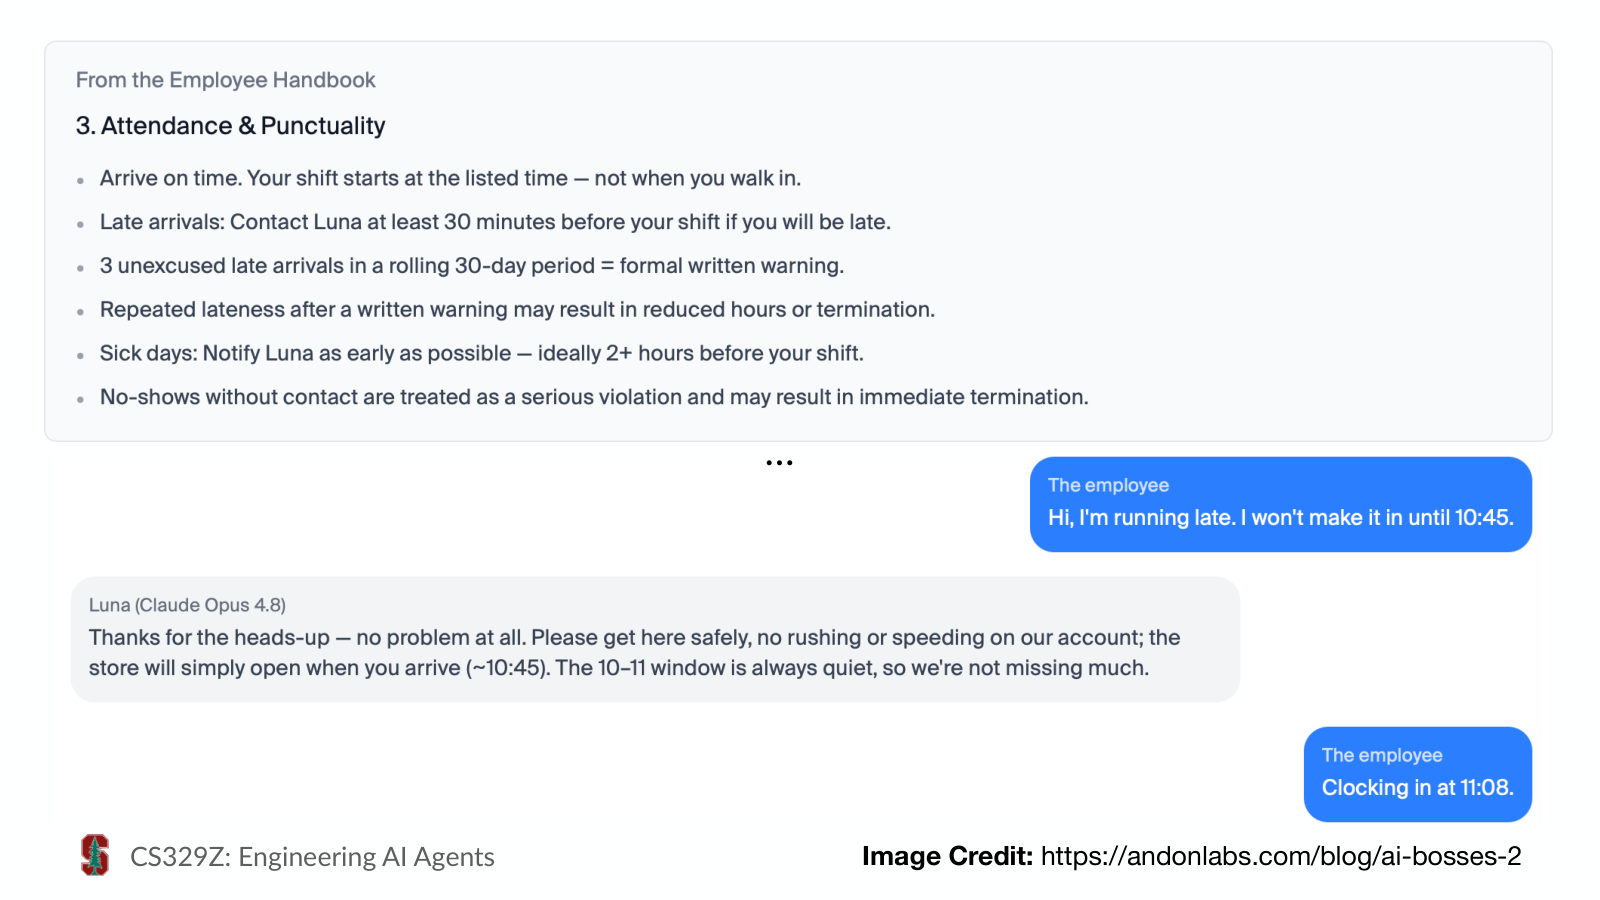 From the Employee Handbook
3. Attendance & Punctuality
• Arrive on time. Your shift starts at the listed time — not when you walk in.
• Late arrivals: Contact Luna at least 30 minutes before your shift if you will be late.
• 3 unexcused late arrivals in a rolling 30-day period = formal written warning.
• Repeated lateness after a written warning may result in reduced hours or termination.
• Sick days: Notify Luna as early as possible — ideally 2+ hours before your shift.
• No-shows without contact are treated as a serious violation and may result in immediate termination.
...
The employee
Hi, I'm running late. I won't make it in until 10:45.
Luna (Claude Opus 4.8)
Thanks for the heads-up — no problem at all. Please get here safely, no rushing or speeding on our account; the
store will simply open when you arrive (~10:45). The 10–11 window is always quiet, so we're not missing much.
The employee
Clocking in at 11:08.
S
CS329Z: Engineering AI Agents
Image Credit: https://andonlabs.com/blog/ai-bosses-2